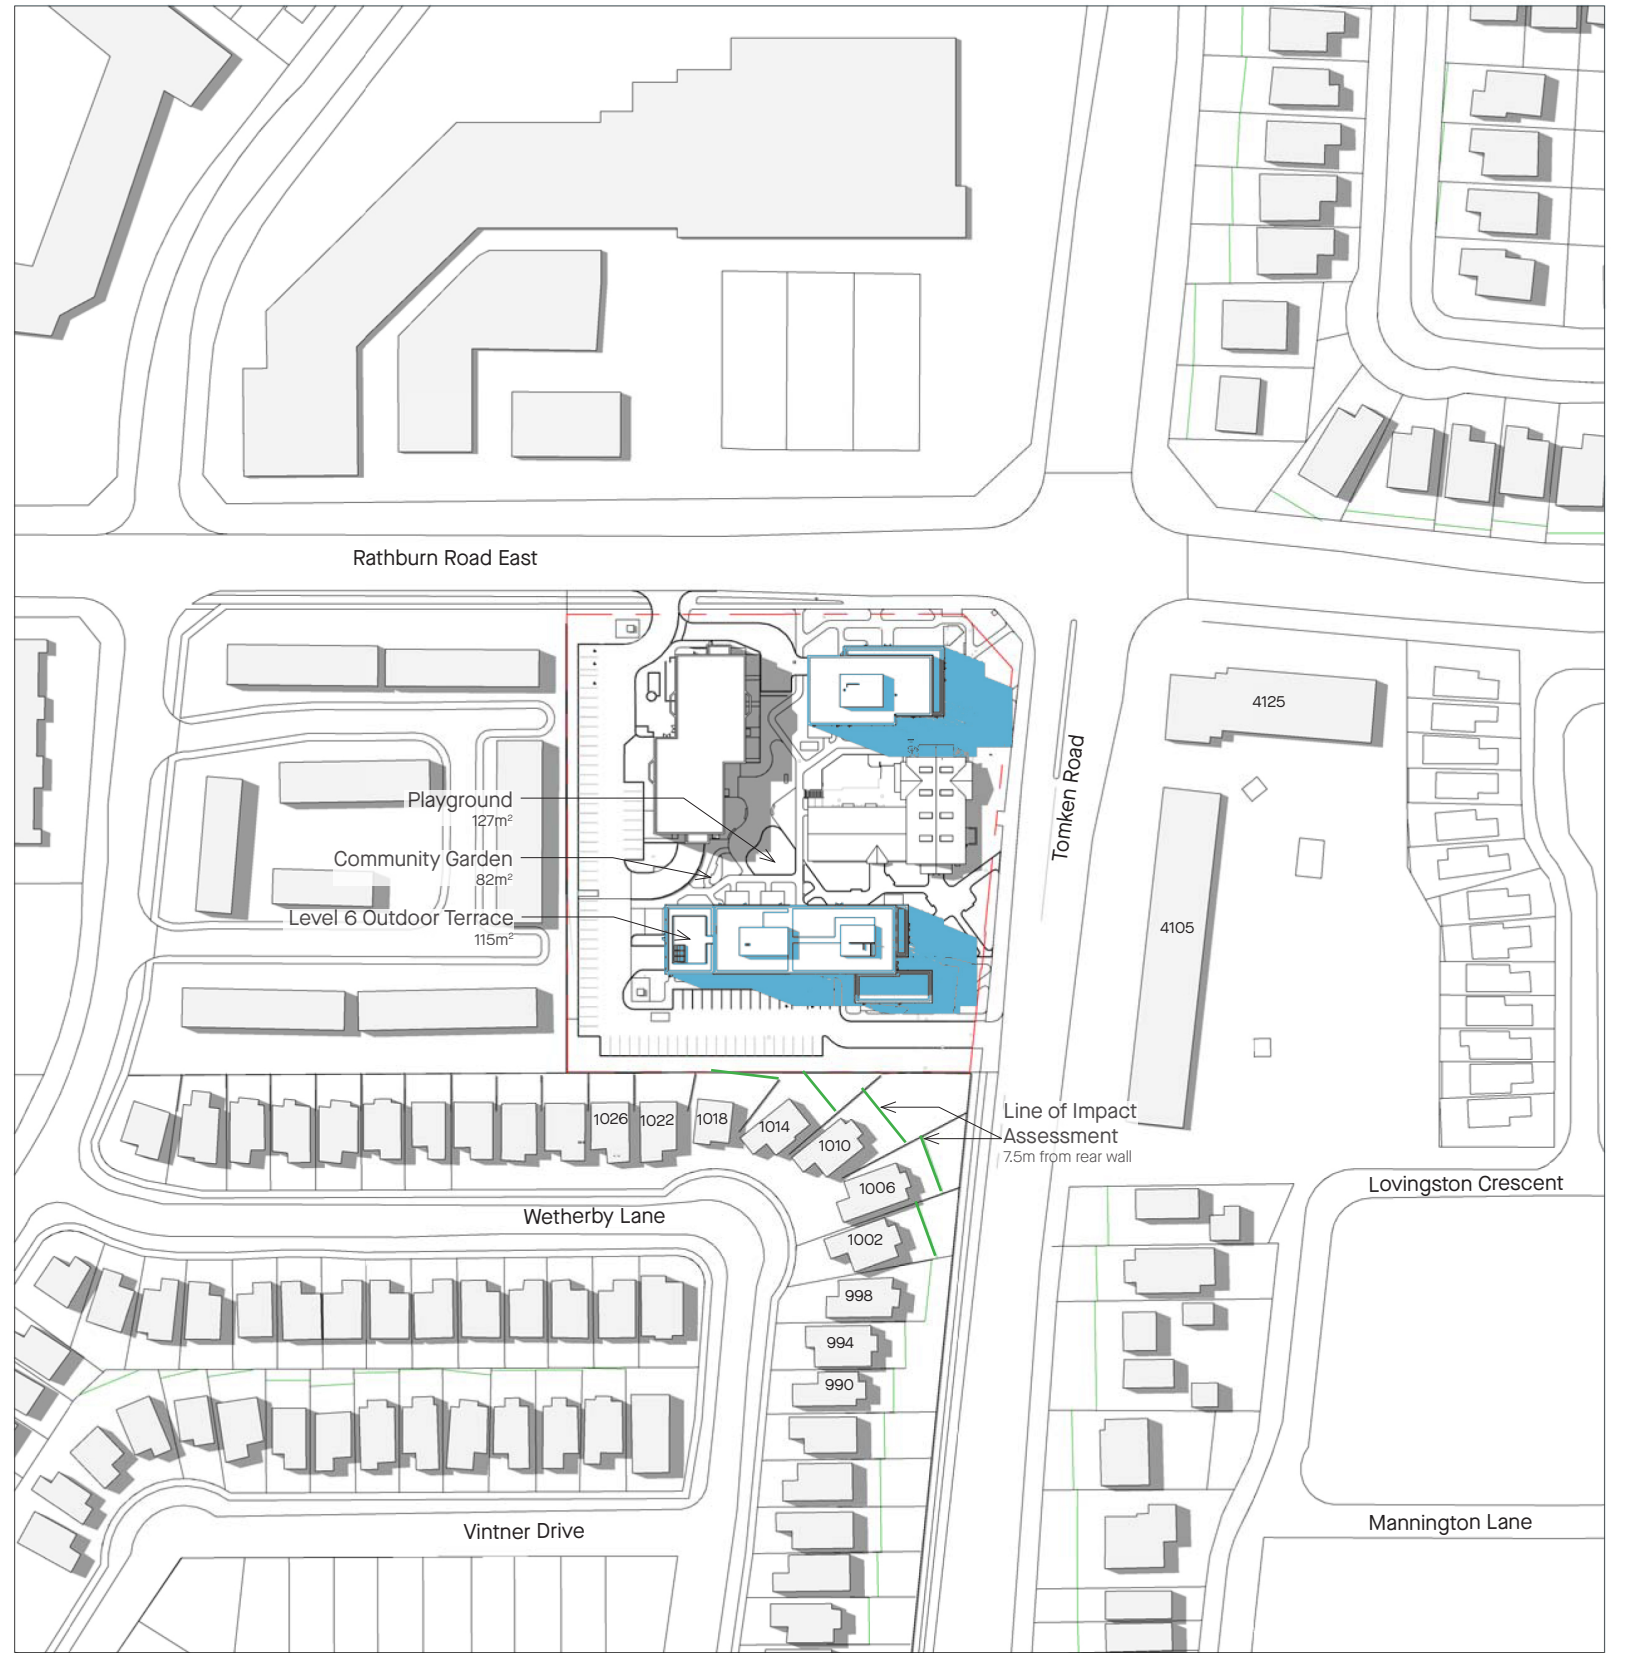 Rathburn Road East
4125
Tomken Road
Playground
127m²
Community Garden
82m²
Level 6 Outdoor Terrace
115m²
4105
1026
1022
1018
1014
1010
1006
1002
998
994
990
Line of Impact
Assessment
7.5m from rear wall
Lovingston Crescent
Wetherby Lane
Vintner Drive
Mannington Lane